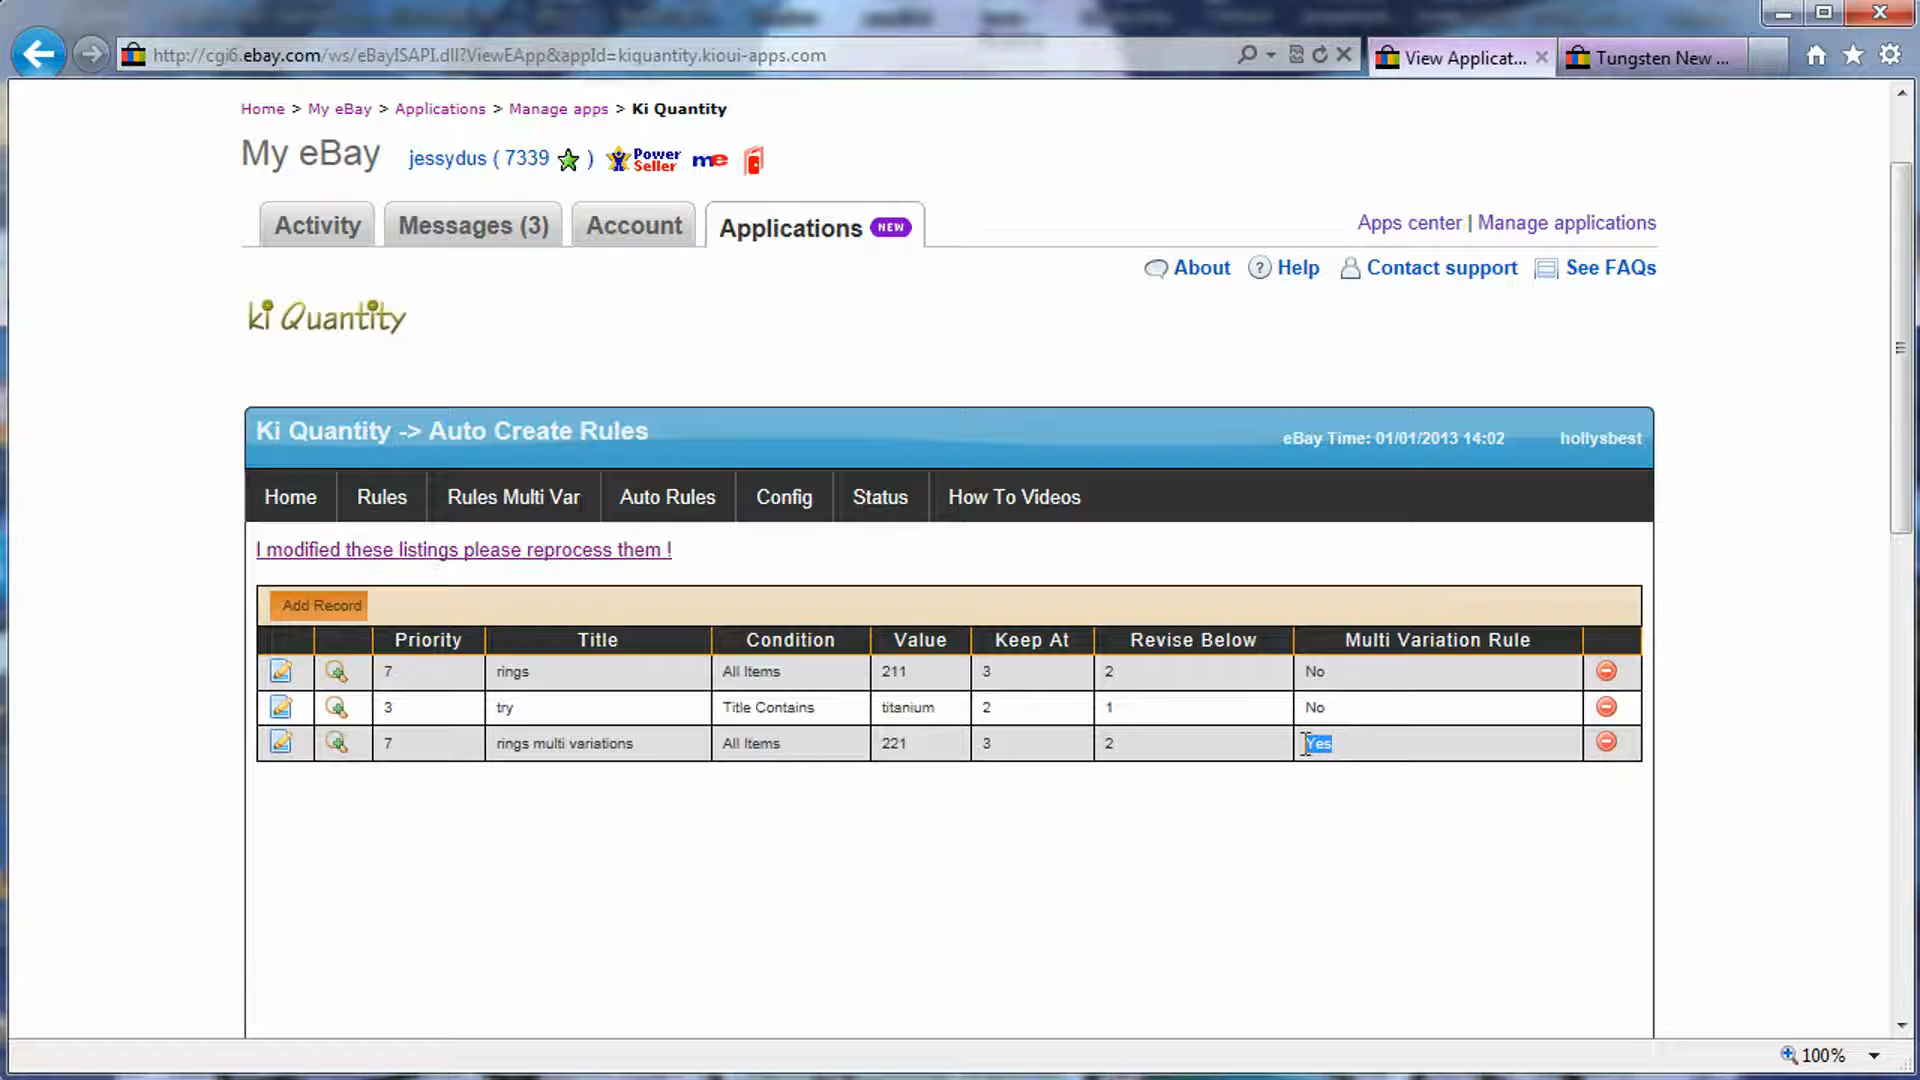 http://cgi6.ebay.com/ws/eBayISAPI.dll?ViewEApp&appId=kiquantity.kioui-apps.com
View Applicat...
Tungsten New ...
Home > My eBay > Applications > Manage apps > Ki Quantity
My eBay jessydus ( 7339 ) Power Seller me
Activity Messages (3) Account Applications NEW
Apps center | Manage applications
About Help Contact support See FAQs
ki Quantity
Ki Quantity -> Auto Create Rules eBay Time: 01/01/2013 14:02 hollysbest
Home Rules Rules Multi Var Auto Rules Config Status How To Videos
I modified these listings please reprocess them !
Add Record
Priority Title Condition Value Keep At Revise Below Multi Variation Rule
7 rings All Items 211 3 2 No
3 try Title Contains titanium 2 1 No
7 rings multi variations All Items 221 3 2 Yes
100%